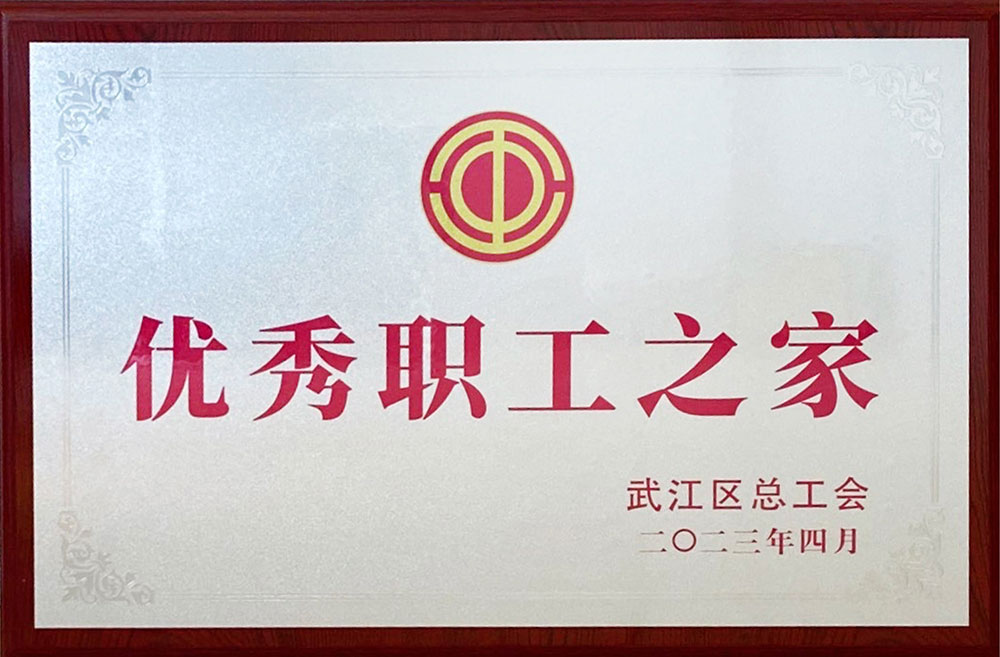 优秀职工之家
武江区总工会
二〇二三年四月